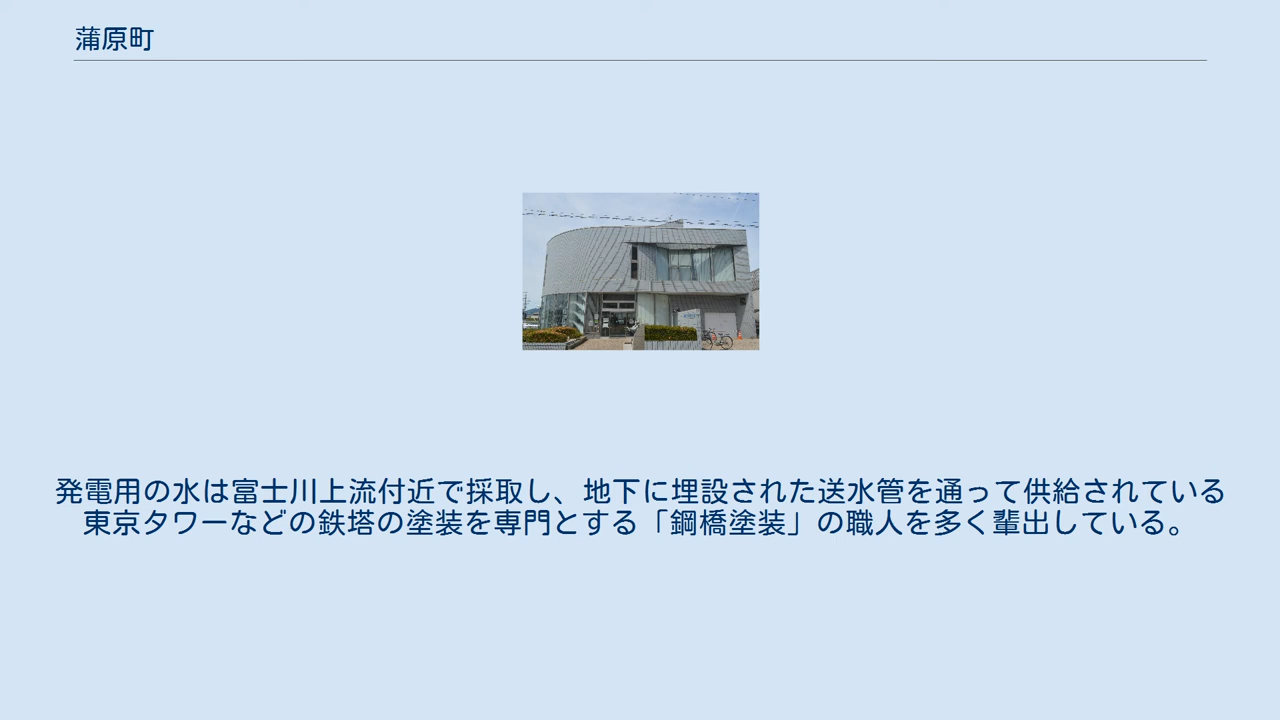 蒲原町
発電用の水は富士川上流付近で採取し、地下に埋設された送水管を通って供給されている
東京タワーなどの鉄塔の塗装を専門とする「鋼橋塗装」の職人を多く輩出している。